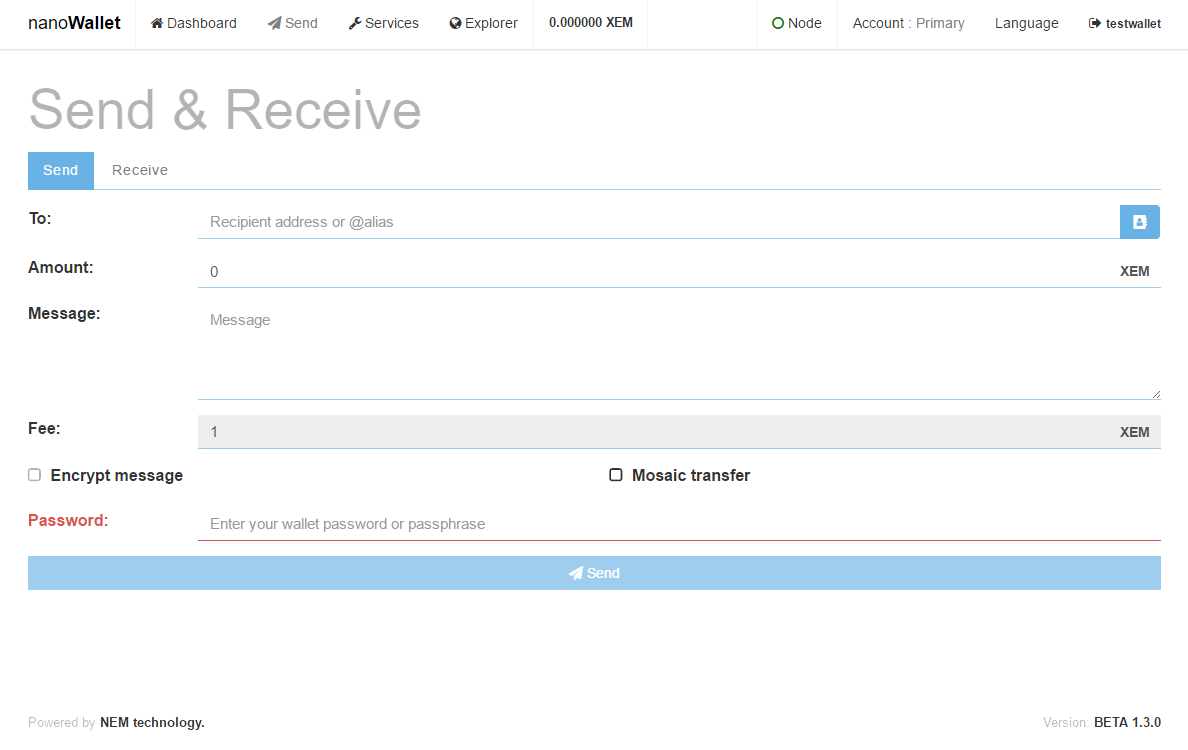 nanoWallet Dashboard Send Services Explorer 0.000000 XEM Node Account : Primary Language testwallet
Send & Receive
Send Receive
To: Recipient address or @alias
Amount: 0 XEM
Message: Message
Fee: 1 XEM
Encrypt message Mosaic transfer
Password: Enter your wallet password or passphrase
Send
Powered by NEM technology. Version: BETA 1.3.0